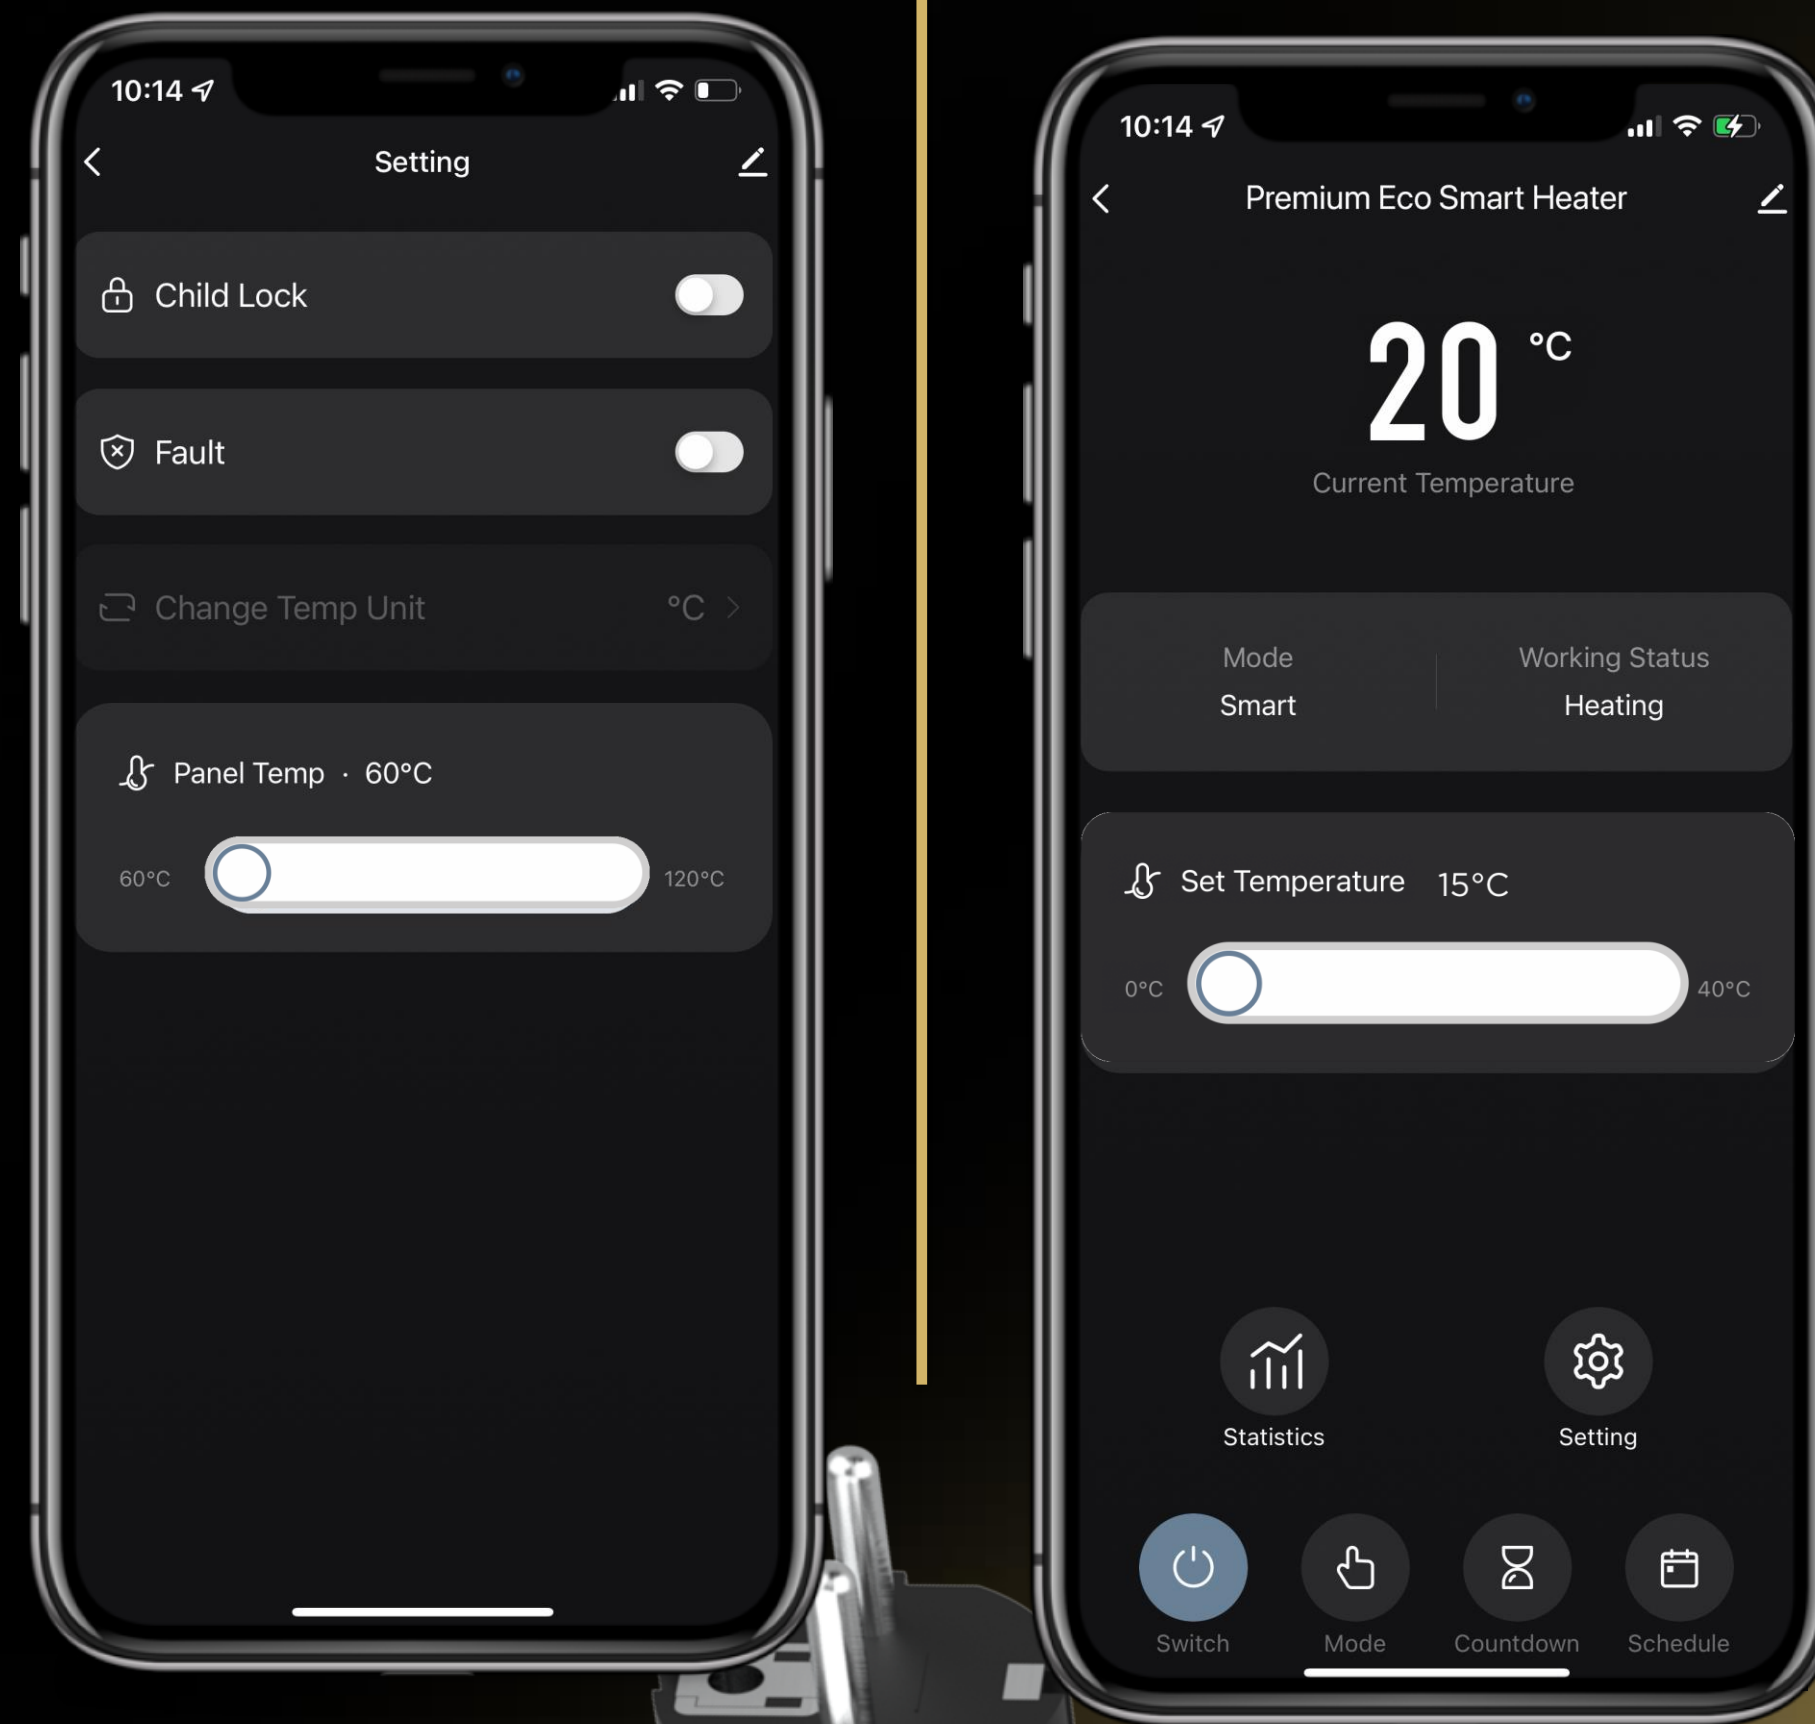 10:14
Setting
Child Lock
Fault
Change Temp Unit °C
Panel Temp · 60°C
60°C 120°C
10:14
Premium Eco Smart Heater
20 °C
Current Temperature
Mode Working Status
Smart Heating
Set Temperature 15°C
0°C 40°C
Statistics Setting
Switch Mode Countdown Schedule